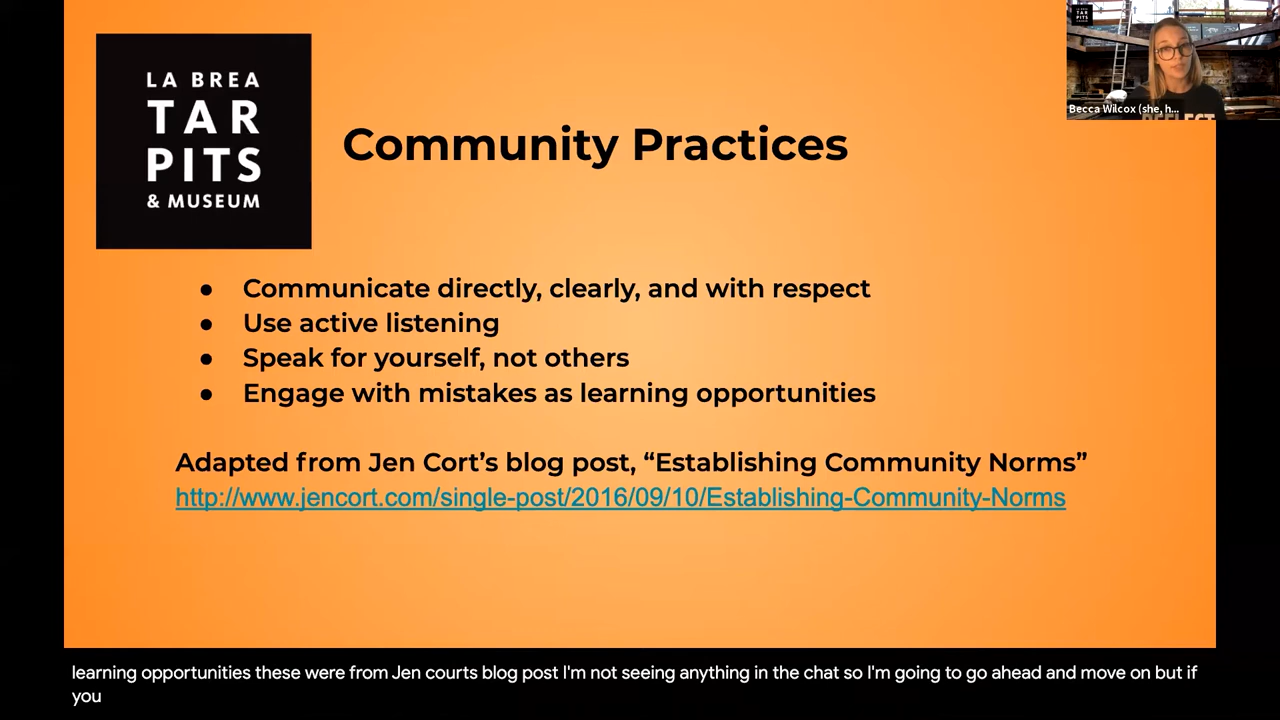 LA BREA
TAR
PITS
& MUSEUM
Community Practices
Becca Wilcox (she, h...
● Communicate directly, clearly, and with respect
● Use active listening
● Speak for yourself, not others
● Engage with mistakes as learning opportunities
Adapted from Jen Cort’s blog post, “Establishing Community Norms”
http://www.jencort.com/single-post/2016/09/10/Establishing-Community-Norms
learning opportunities these were from Jen courts blog post I'm not seeing anything in the chat so I'm going to go ahead and move on but if
you